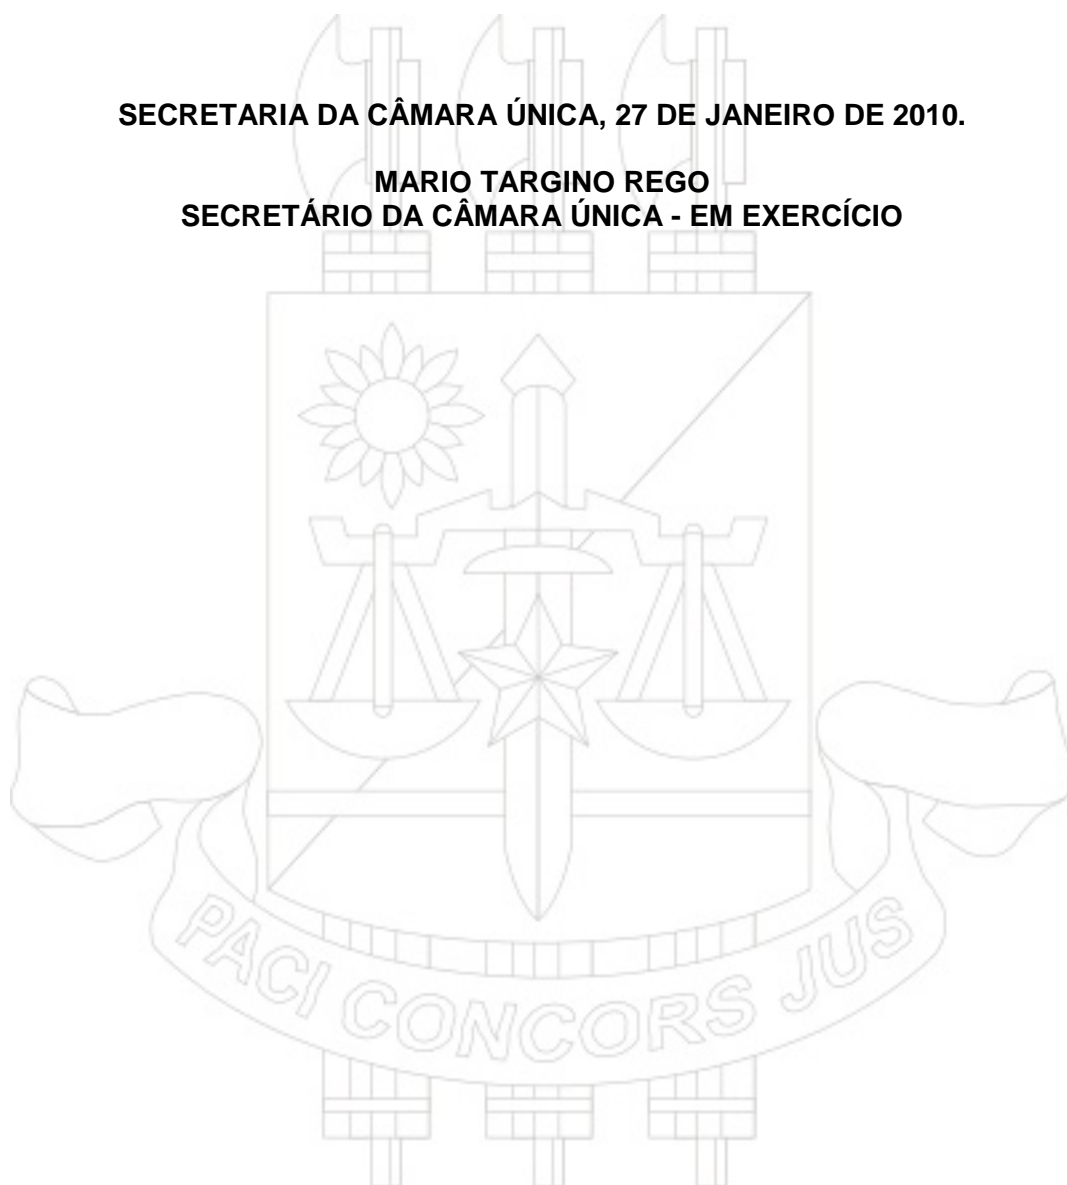 SECRETARIA DA CÂMARA ÚNICA, 27 DE JANEIRO DE 2010.
MARIO TARGINO REGO
SECRETÁRIO DA CÂMARA ÚNICA - EM EXERCÍCIO
PACI CONCORS JUS